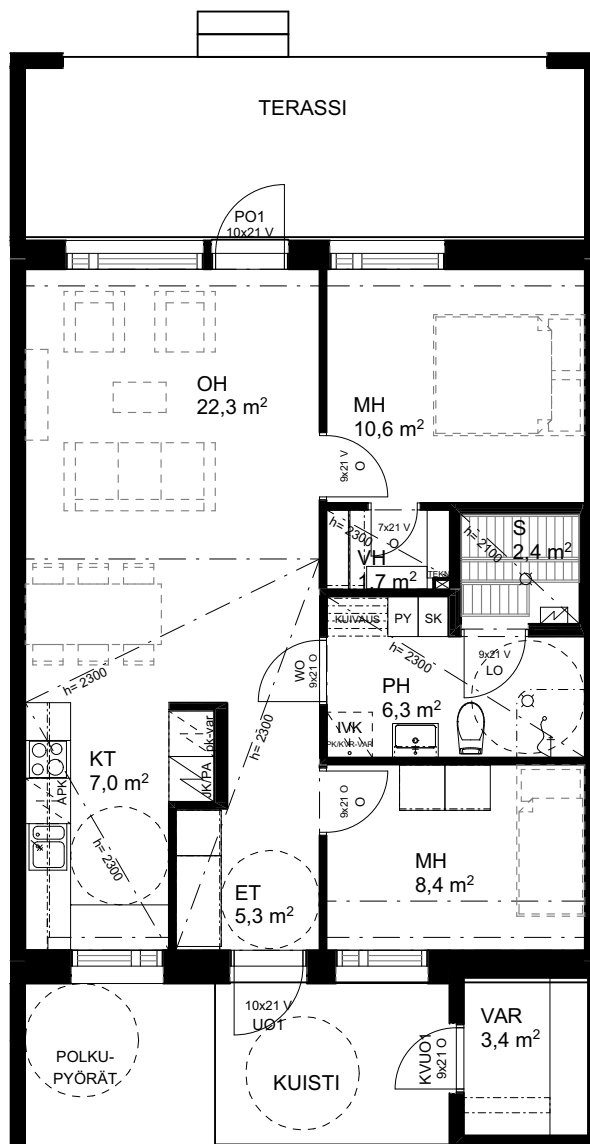 TERASSI
PO1
10x21 V
OH
22,3 m²
MH
10,6 m²
9x21 V
O
7x21 V
O
h= 2300
VH
1,7 m²
TEKN
S
2,4 m²
h= 2100
KUIVAUS
PY
SK
9x21 V
LO
h= 2300
WO
9x21 O
PH
6,3 m²
IVK
PK/KVR-VAR
h= 2300
h= 2300
KT
7,0 m²
APK
JK/PA
pk-var
h= 2300
9x21 O
O
MH
8,4 m²
ET
5,3 m²
10x21 V
UO1
VAR
3,4 m²
KVUO1
9x21 O
POLKU-
PYÖRÄT
KUISTI